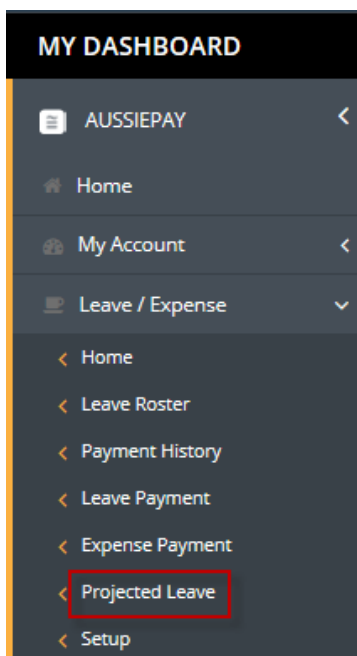 MY DASHBOARD
AUSSIEPAY
Home
My Account
Leave / Expense
Home
Leave Roster
Payment History
Leave Payment
Expense Payment
Projected Leave
Setup